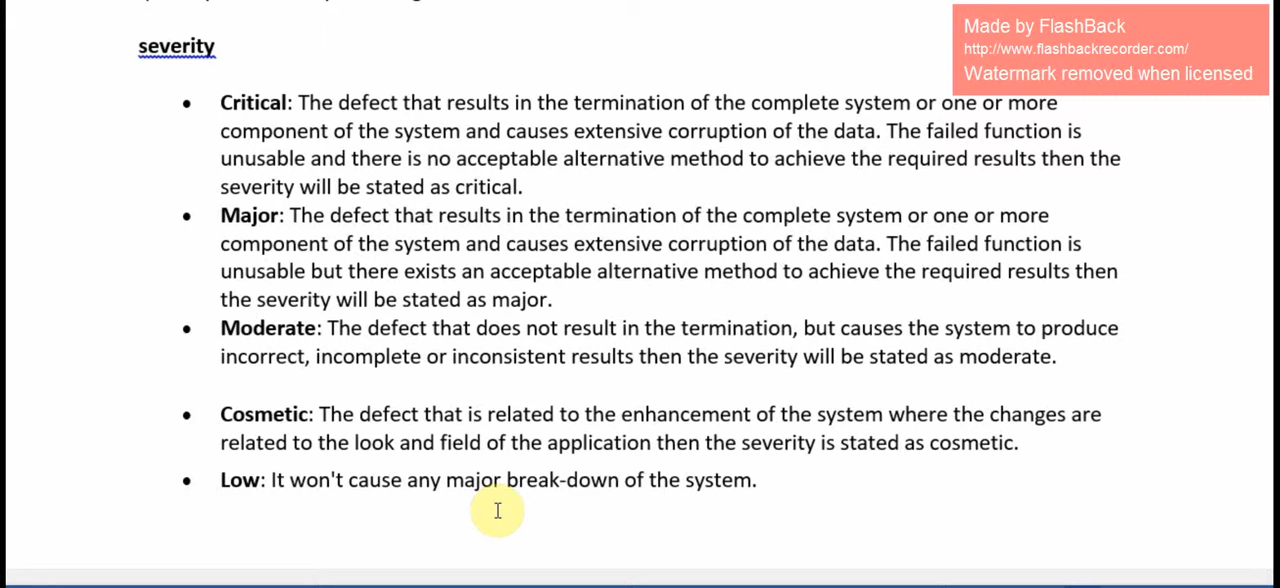 Made by FlashBack
http://www.flashbackrecorder.com/
Watermark removed when licensed
severity
• Critical: The defect that results in the termination of the complete system or one or more
component of the system and causes extensive corruption of the data. The failed function is
unusable and there is no acceptable alternative method to achieve the required results then the
severity will be stated as critical.
• Major: The defect that results in the termination of the complete system or one or more
component of the system and causes extensive corruption of the data. The failed function is
unusable but there exists an acceptable alternative method to achieve the required results then
the severity will be stated as major.
• Moderate: The defect that does not result in the termination, but causes the system to produce
incorrect, incomplete or inconsistent results then the severity will be stated as moderate.
• Cosmetic: The defect that is related to the enhancement of the system where the changes are
related to the look and field of the application then the severity is stated as cosmetic.
• Low: It won't cause any major break-down of the system.